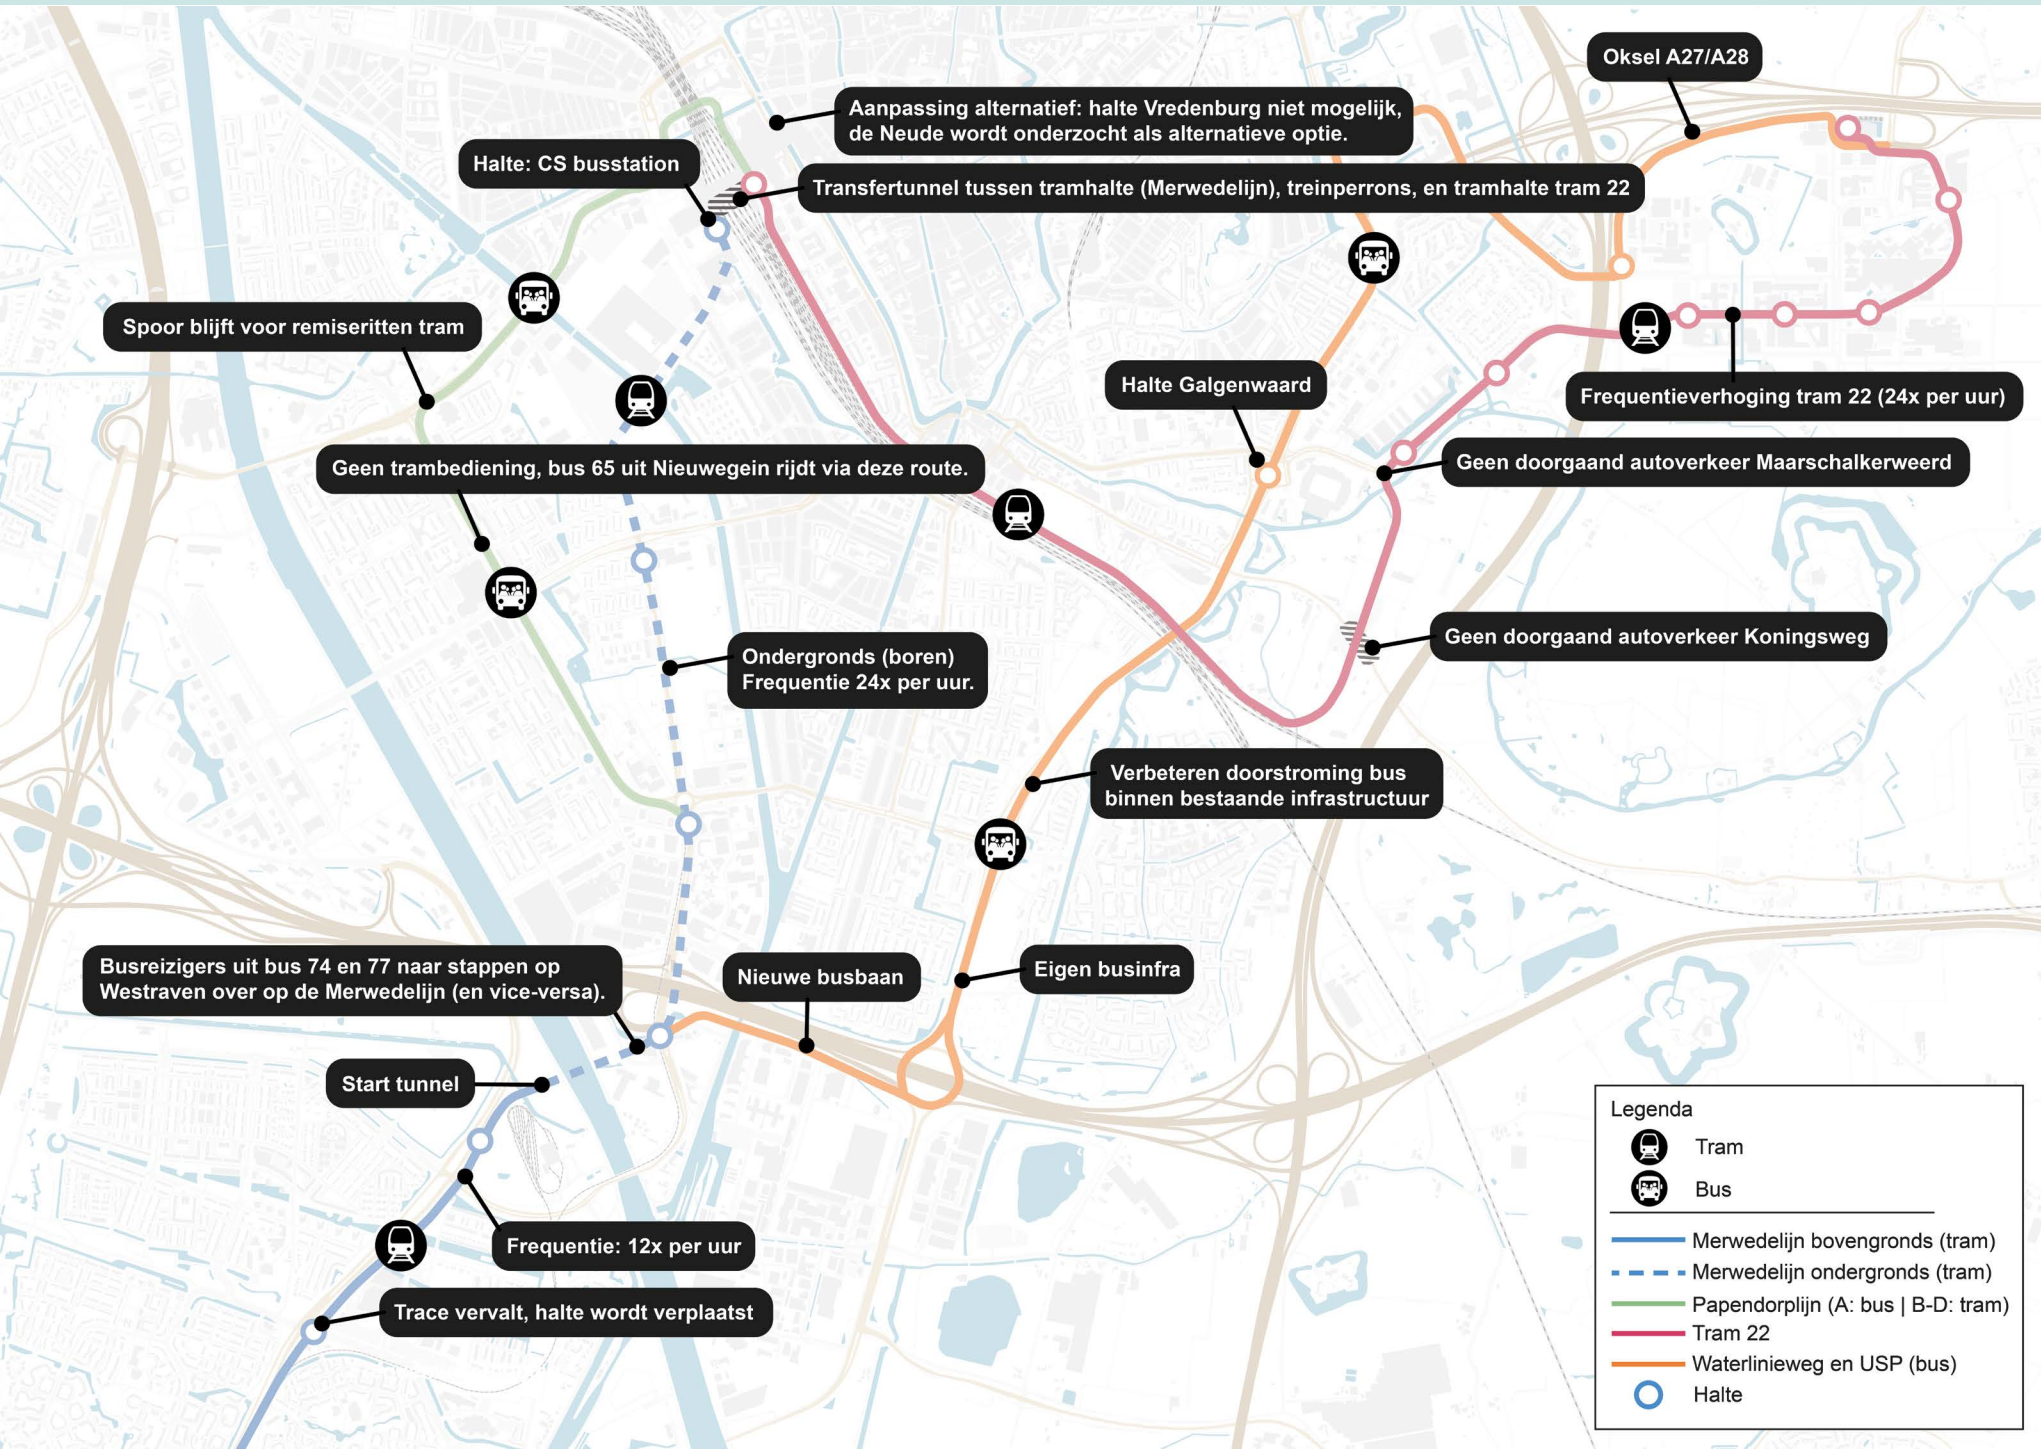 Oksel A27/A28
Aanpassing alternatief: halte Vredenburg niet mogelijk,
de Neude wordt onderzocht als alternatieve optie.
Halte: CS busstation
Transfertunnel tussen tramhalte (Merwedelijn), treinperrons, en tramhalte tram 22
Spoor blijft voor remiseritten tram
Halte Galgenwaard
Frequentieverhoging tram 22 (24x per uur)
Geen trambediening, bus 65 uit Nieuwegein rijdt via deze route.
Geen doorgaand autoverkeer Maarschalkerweerd
Geen doorgaand autoverkeer Koningsweg
Ondergronds (boren)
Frequentie 24x per uur.
Verbeteren doorstroming bus
binnen bestaande infrastructuur
Busreizigers uit bus 74 en 77 naar stappen op
Westraven over op de Merwedelijn (en vice-versa).
Nieuwe busbaan
Eigen businfra
Start tunnel
Frequentie: 12x per uur
Trace vervalt, halte wordt verplaatst
Legenda
Tram
Bus
Merwedelijn bovengronds (tram)
Merwedelijn ondergronds (tram)
Papendorplijn (A: bus | B-D: tram)
Tram 22
Waterlinieweg en USP (bus)
Halte